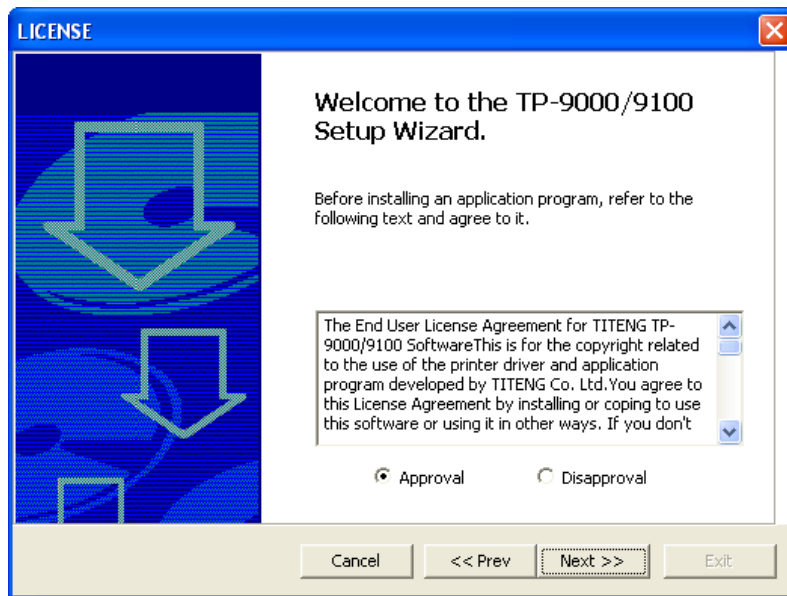 LICENSE
Welcome to the TP-9000/9100
Setup Wizard.
Before installing an application program, refer to the
following text and agree to it.
The End User License Agreement for TITENG TP-
9000/9100 SoftwareThis is for the copyright related
to the use of the printer driver and application
program developed by TITENG Co. Ltd.You agree to
this License Agreement by installing or coping to use
this software or using it in other ways. If you don't
Approval
Disapproval
Cancel
<< Prev
Next >>
Exit